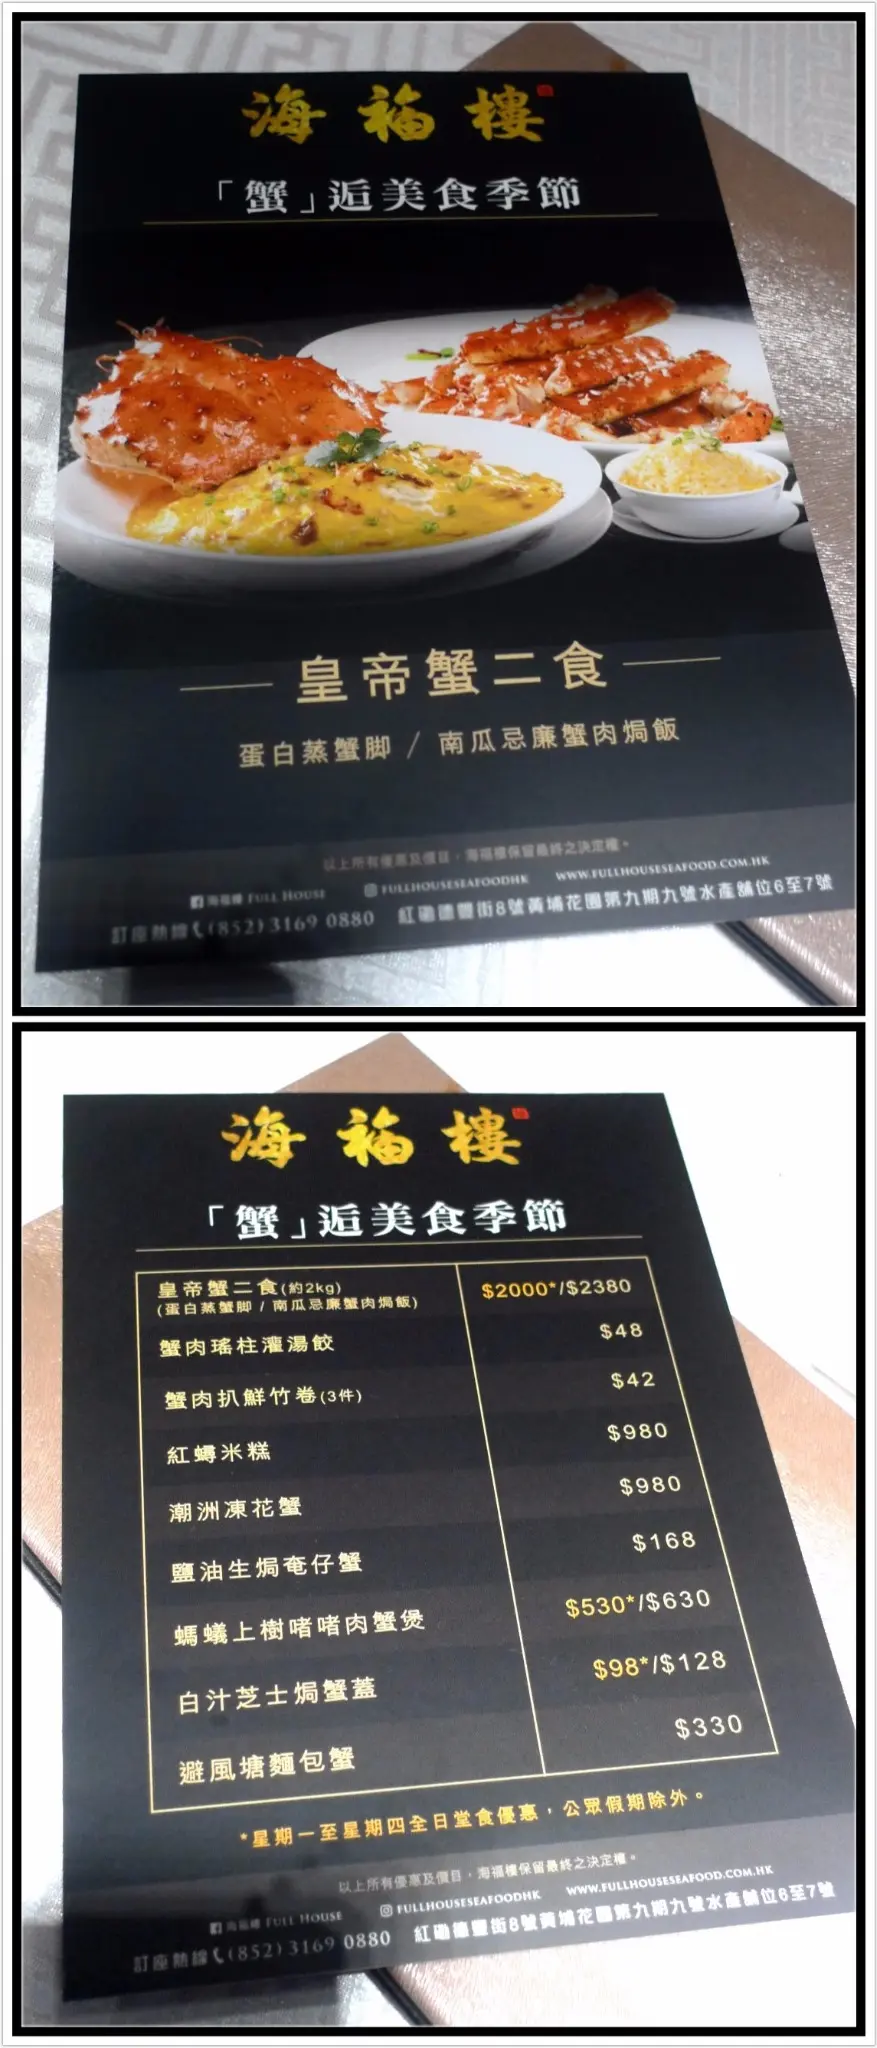 海福樓
「蟹」逅美食季節
皇帝蟹二食
蛋白蒸蟹脚 / 南瓜忌廉蟹肉焗飯
以上所有優惠及價目，海福樓保留最終之決定權。
海福樓 FULL HOUSE FULLHOUSESEAFOODHK WWW.FULLHOUSESEAFOOD.COM.HK
訂座熱線 (852) 3169 0880 紅磡德豐街8號黃埔花園第九期九號水產舖位6至7號
海福樓
「蟹」逅美食季節
皇帝蟹二食(約2kg) $2000*/$2380
(蛋白蒸蟹脚 / 南瓜忌廉蟹肉焗飯)
蟹肉瑤柱灌湯餃 $48
蟹肉扒鮮竹卷(3件) $42
紅蟳米糕 $980
潮洲凍花蟹 $980
鹽油生焗奄仔蟹 $168
螞蟻上樹啫啫肉蟹煲 $530*/$630
白汁芝士焗蟹蓋 $98*/$128
避風塘麵包蟹 $330
*星期一至星期四全日堂食優惠，公眾假期除外。
以上所有優惠及價目，海福樓保留最終之決定權。
海福樓 FULL HOUSE FULLHOUSESEAFOODHK WWW.FULLHOUSESEAFOOD.COM.HK
訂座熱線 (852) 3169 0880 紅磡德豐街8號黃埔花園第九期九號水產舖位6至7號